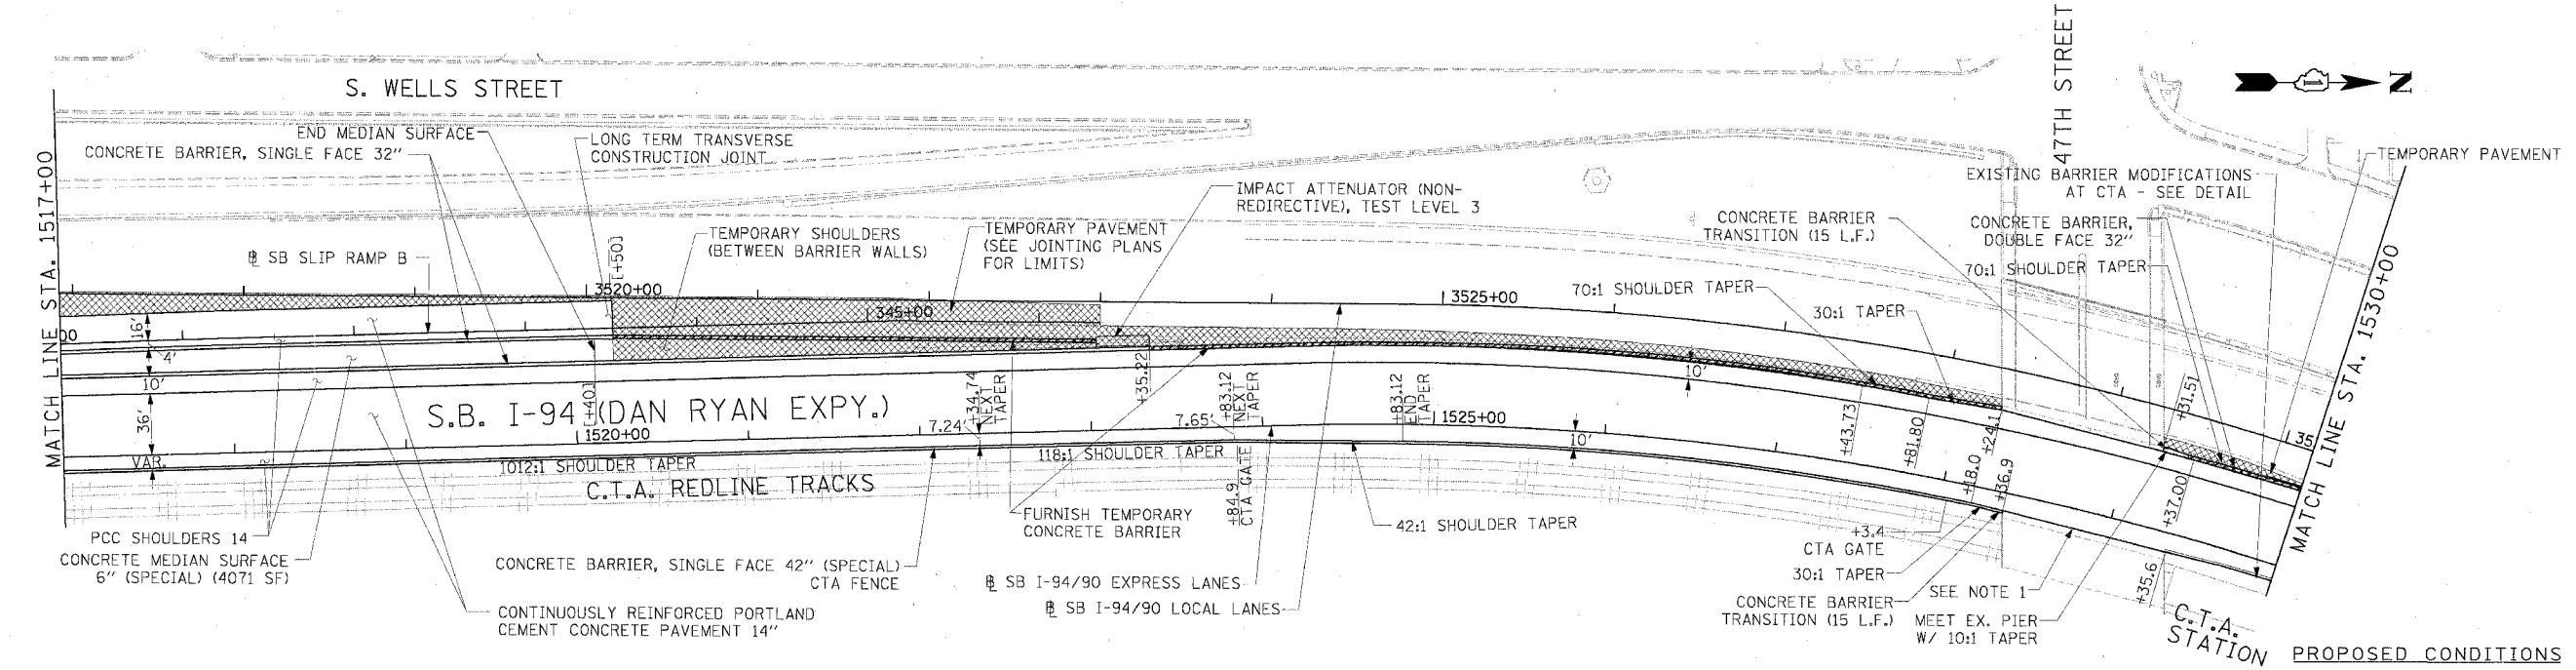 S. WELLS STREET
47TH STREET
N
MATCH LINE STA. 1517+00
END MEDIAN SURFACE
CONCRETE BARRIER, SINGLE FACE 32"
LONG TERM TRANSVERSE
CONSTRUCTION JOINT
℄ SB SLIP RAMP B
[+50]
TEMPORARY SHOULDERS
(BETWEEN BARRIER WALLS)
TEMPORARY PAVEMENT
(SEE JOINTING PLANS
FOR LIMITS)
IMPACT ATTENUATOR (NON-
REDIRECTIVE), TEST LEVEL 3
CONCRETE BARRIER
TRANSITION (15 L.F.)
EXISTING BARRIER MODIFICATIONS
AT CTA - SEE DETAIL
TEMPORARY PAVEMENT
CONCRETE BARRIER,
DOUBLE FACE 32"
70:1 SHOULDER TAPER
70:1 SHOULDER TAPER
30:1 TAPER
MATCH LINE STA. 1530+00
3520+00
345+00
3525+00
35
00
16'
4'
10'
36'
VAR.
S.B. I-94 (DAN RYAN EXPY.)
[+40]
1520+00
1525+00
1012:1 SHOULDER TAPER
C.T.A. REDLINE TRACKS
7.24'
+34.74
NEXT
TAPER
118:1 SHOULDER TAPER
+35.22
7.65'
+83.12
NEXT
TAPER
+84.9
CTA GATE
+83.12
END
TAPER
10'
10'
+43.73
+81.80
+18.0
+24.1
+36.9
+31.51
+37.00
+35.6
PCC SHOULDERS 14
CONCRETE MEDIAN SURFACE
6" (SPECIAL) (4071 SF)
CONTINUOUSLY REINFORCED PORTLAND
CEMENT CONCRETE PAVEMENT 14"
CONCRETE BARRIER, SINGLE FACE 42" (SPECIAL)
CTA FENCE
FURNISH TEMPORARY
CONCRETE BARRIER
℄ SB I-94/90 EXPRESS LANES
℄ SB I-94/90 LOCAL LANES
42:1 SHOULDER TAPER
+3.4
CTA GATE
30:1 TAPER
CONCRETE BARRIER
TRANSITION (15 L.F.)
SEE NOTE 1
MEET EX. PIER
W/ 10:1 TAPER
C.T.A.
STATION
PROPOSED CONDITIONS